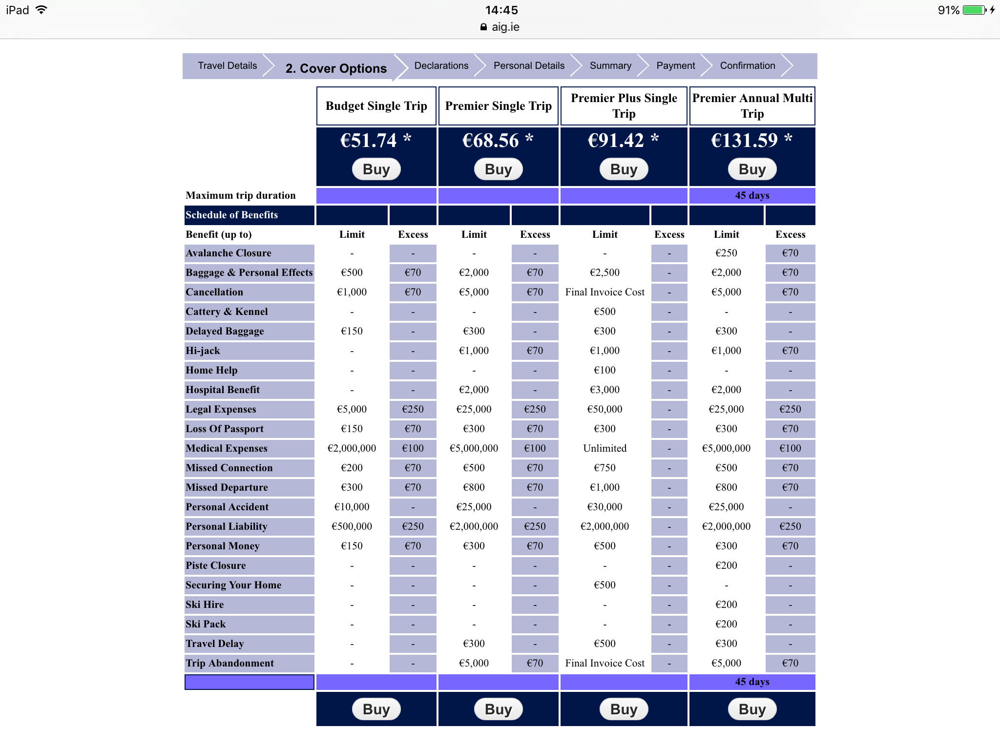 iPad 14:45 91%
aig.ie
Travel Details 2. Cover Options Declarations Personal Details Summary Payment Confirmation
Budget Single Trip Premier Single Trip Premier Plus Single Trip Premier Annual Multi Trip
€51.74 * €68.56 * €91.42 * €131.59 *
Buy Buy Buy Buy
Maximum trip duration 45 days
Schedule of Benefits
Benefit (up to) Limit Excess Limit Excess Limit Excess Limit Excess
Avalanche Closure - - - - - - €250 €70
Baggage & Personal Effects €500 €70 €2,000 €70 €2,500 - €2,000 €70
Cancellation €1,000 €70 €5,000 €70 Final Invoice Cost - €5,000 €70
Cattery & Kennel - - - - €500 - - -
Delayed Baggage €150 - €300 - €300 - €300 -
Hi-jack - - €1,000 €70 €1,000 - €1,000 €70
Home Help - - - - €100 - - -
Hospital Benefit - - €2,000 - €3,000 - €2,000 -
Legal Expenses €5,000 €250 €25,000 €250 €50,000 - €25,000 €250
Loss Of Passport €150 €70 €300 €70 €300 - €300 €70
Medical Expenses €2,000,000 €100 €5,000,000 €100 Unlimited - €5,000,000 €100
Missed Connection €200 €70 €500 €70 €750 - €500 €70
Missed Departure €300 €70 €800 €70 €1,000 - €800 €70
Personal Accident €10,000 - €25,000 - €30,000 - €25,000 -
Personal Liability €500,000 €250 €2,000,000 €250 €2,000,000 - €2,000,000 €250
Personal Money €150 €70 €300 €70 €500 - €300 €70
Piste Closure - - - - - - €200 -
Securing Your Home - - - - €500 - - -
Ski Hire - - - - - - €200 -
Ski Pack - - - - - - €200 -
Travel Delay - - €300 - €500 - €300 -
Trip Abandonment - - €5,000 €70 Final Invoice Cost - €5,000 €70
45 days
Buy Buy Buy Buy